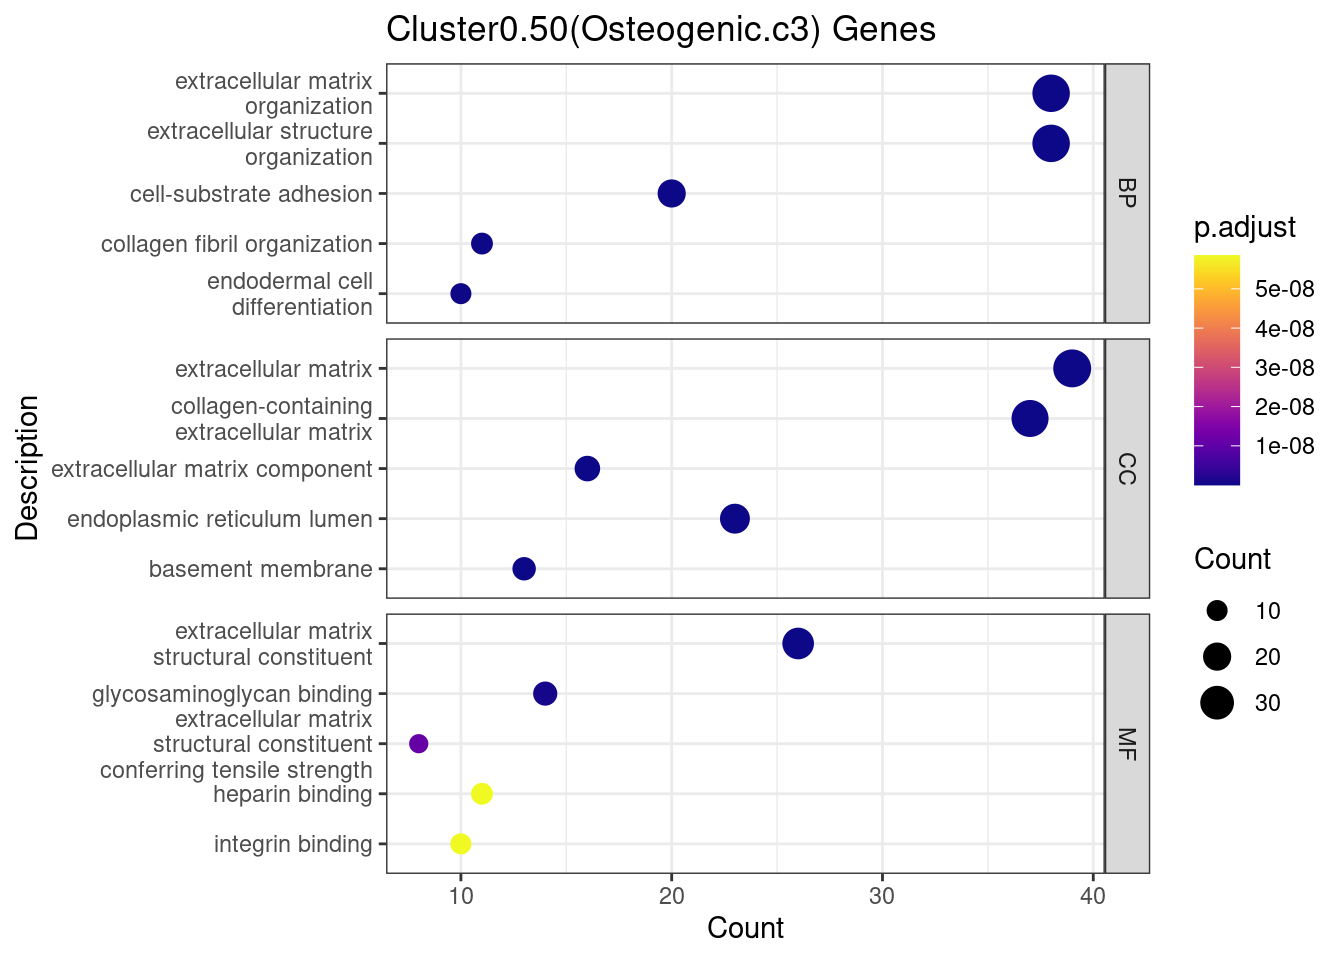 Cluster0.50(Osteogenic.c3) Genes
extracellular matrix
organization
extracellular structure
organization
cell-substrate adhesion
collagen fibril organization
endodermal cell
differentiation
BP
extracellular matrix
collagen-containing
extracellular matrix
extracellular matrix component
endoplasmic reticulum lumen
basement membrane
CC
extracellular matrix
structural constituent
glycosaminoglycan binding
extracellular matrix
structural constituent
conferring tensile strength
heparin binding
integrin binding
MF
10 20 30 40
Count
Description
p.adjust
5e-08
4e-08
3e-08
2e-08
1e-08
Count
10
20
30